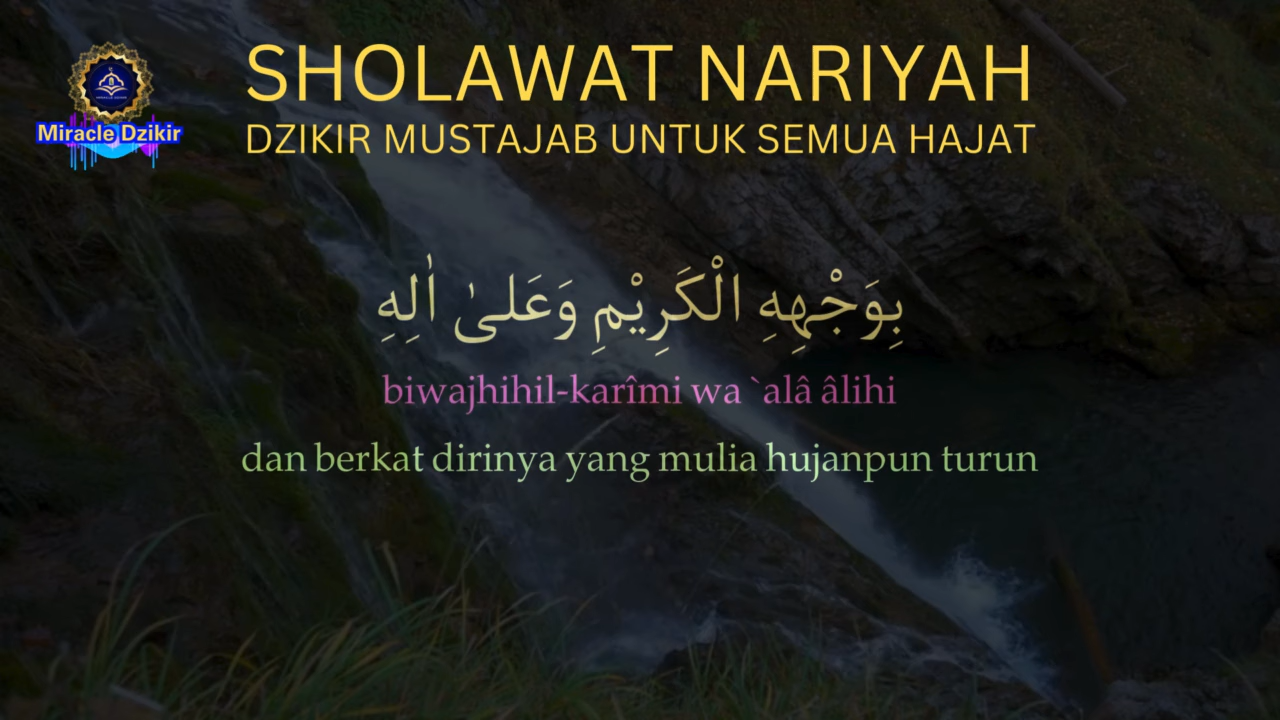 SHOLAWAT NARIYAH
DZIKIR MUSTAJAB UNTUK SEMUA HAJAT
Miracle Dzikir
بِوَجْهِهِ الْكَرِيْمِ وَعَلىٰ اٰلِهِ
biwajhihil-karîmi wa `alâ âlihi
dan berkat dirinya yang mulia hujanpun turun